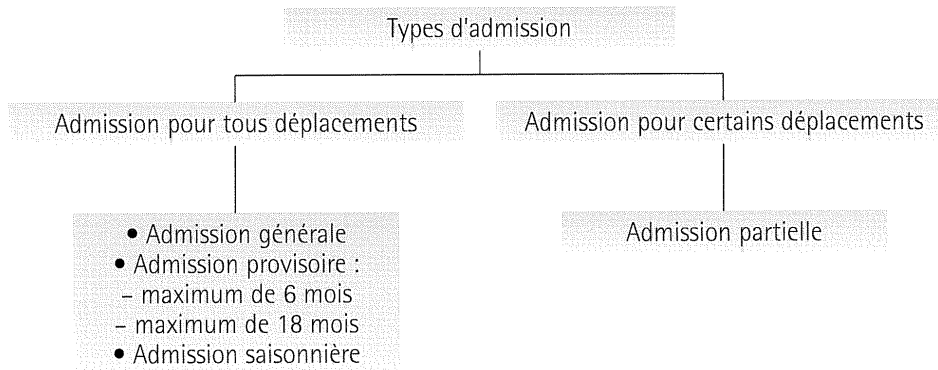 Types d'admission
Admission pour tous déplacements
Admission pour certains déplacements
• Admission générale
• Admission provisoire :
– maximum de 6 mois
– maximum de 18 mois
• Admission saisonnière
Admission partielle